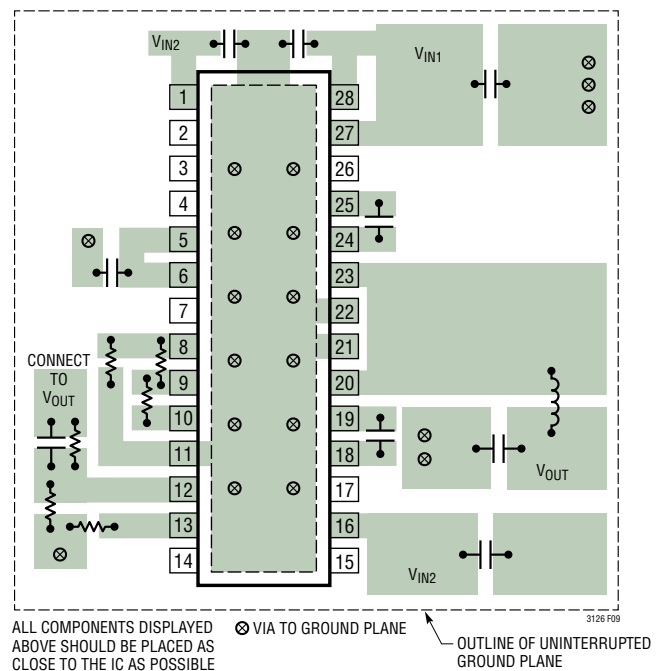 VIN2
VIN1
1
28
2
27
3
26
4
25
5
24
6
23
7
22
8
21
CONNECT
TO
VOUT
9
20
10
19
11
18
12
17
VOUT
13
16
14
15
VIN2
3126 F09
ALL COMPONENTS DISPLAYED
ABOVE SHOULD BE PLACED AS
CLOSE TO THE IC AS POSSIBLE
VIA TO GROUND PLANE
OUTLINE OF UNINTERRUPTED
GROUND PLANE